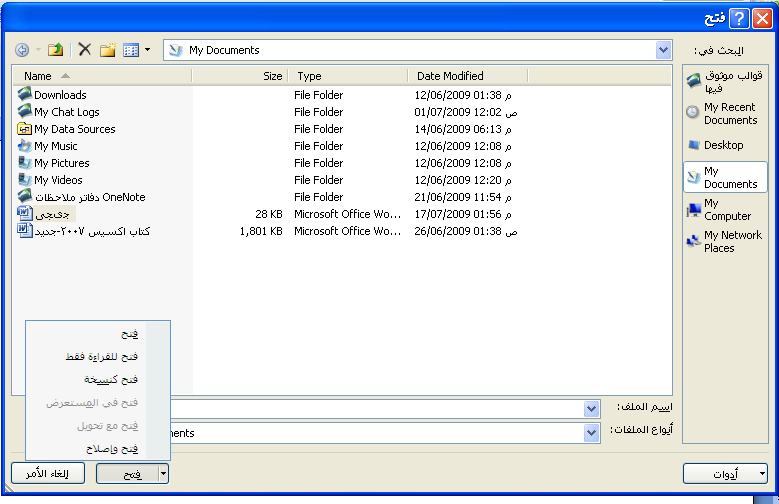 فتح
البحث في:
My Documents
Name Size Type Date Modified
Downloads File Folder 12/06/2009 01:38 م
My Chat Logs File Folder 01/07/2009 12:02 ص
My Data Sources File Folder 14/06/2009 06:13 م
My Music File Folder 12/06/2009 12:08 م
My Pictures File Folder 12/06/2009 12:08 م
My Videos File Folder 12/06/2009 12:20 م
دفاتر ملاحظات OneNote File Folder 21/06/2009 11:54 م
28 KB Microsoft Office Wo... 17/07/2009 01:56 م
كتاب اكسيس ٢٠٠٧-جديد 1,801 KB Microsoft Office Wo... 26/06/2009 01:38 ص
قوالب موثوق
فيها
My Recent
Documents
Desktop
My
Documents
My
Computer
My Network
Places
فتح
فتح للقراءة فقط
فتح كنسخة
فتح في المستعرض
فتح مع تحويل
فتح وإصلاح
اسم الملف:
أنواع الملفات:
ments
أدوات
فتح
إلغاء الأمر